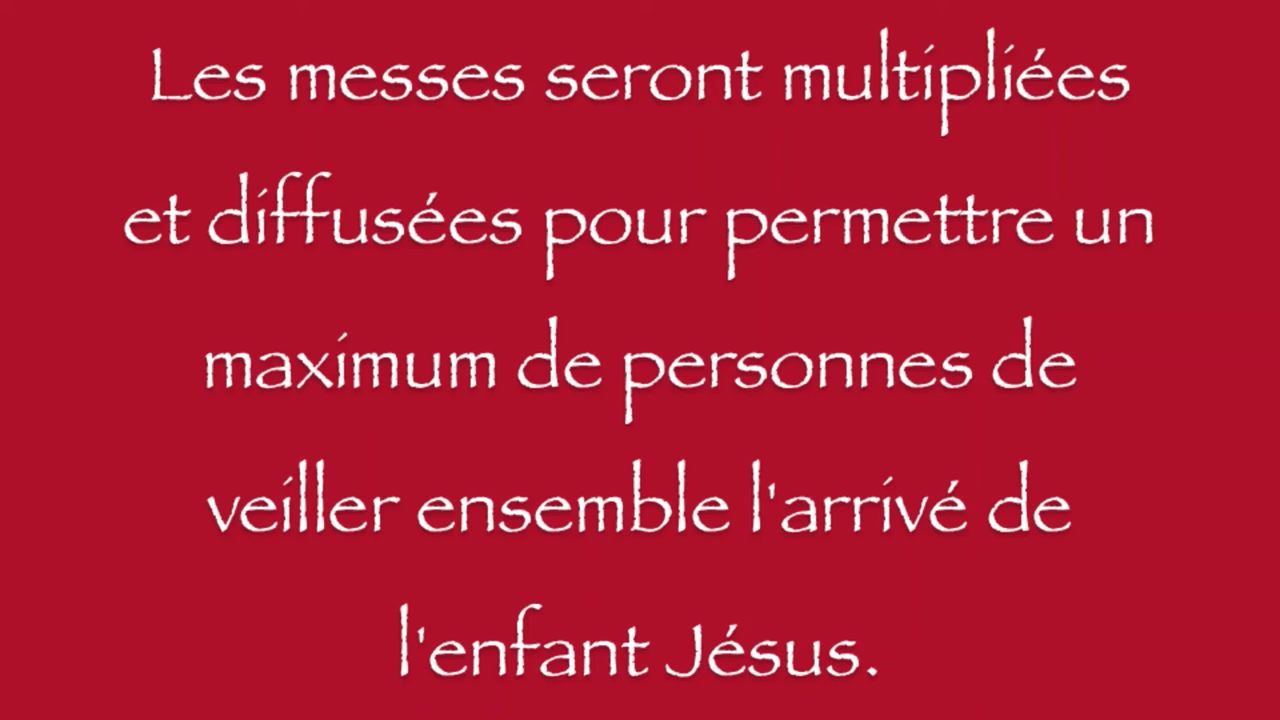 Les messes seront multipliées
et diffusées pour permettre un
maximum de personnes de
veiller ensemble l'arrivé de
l'enfant Jésus.